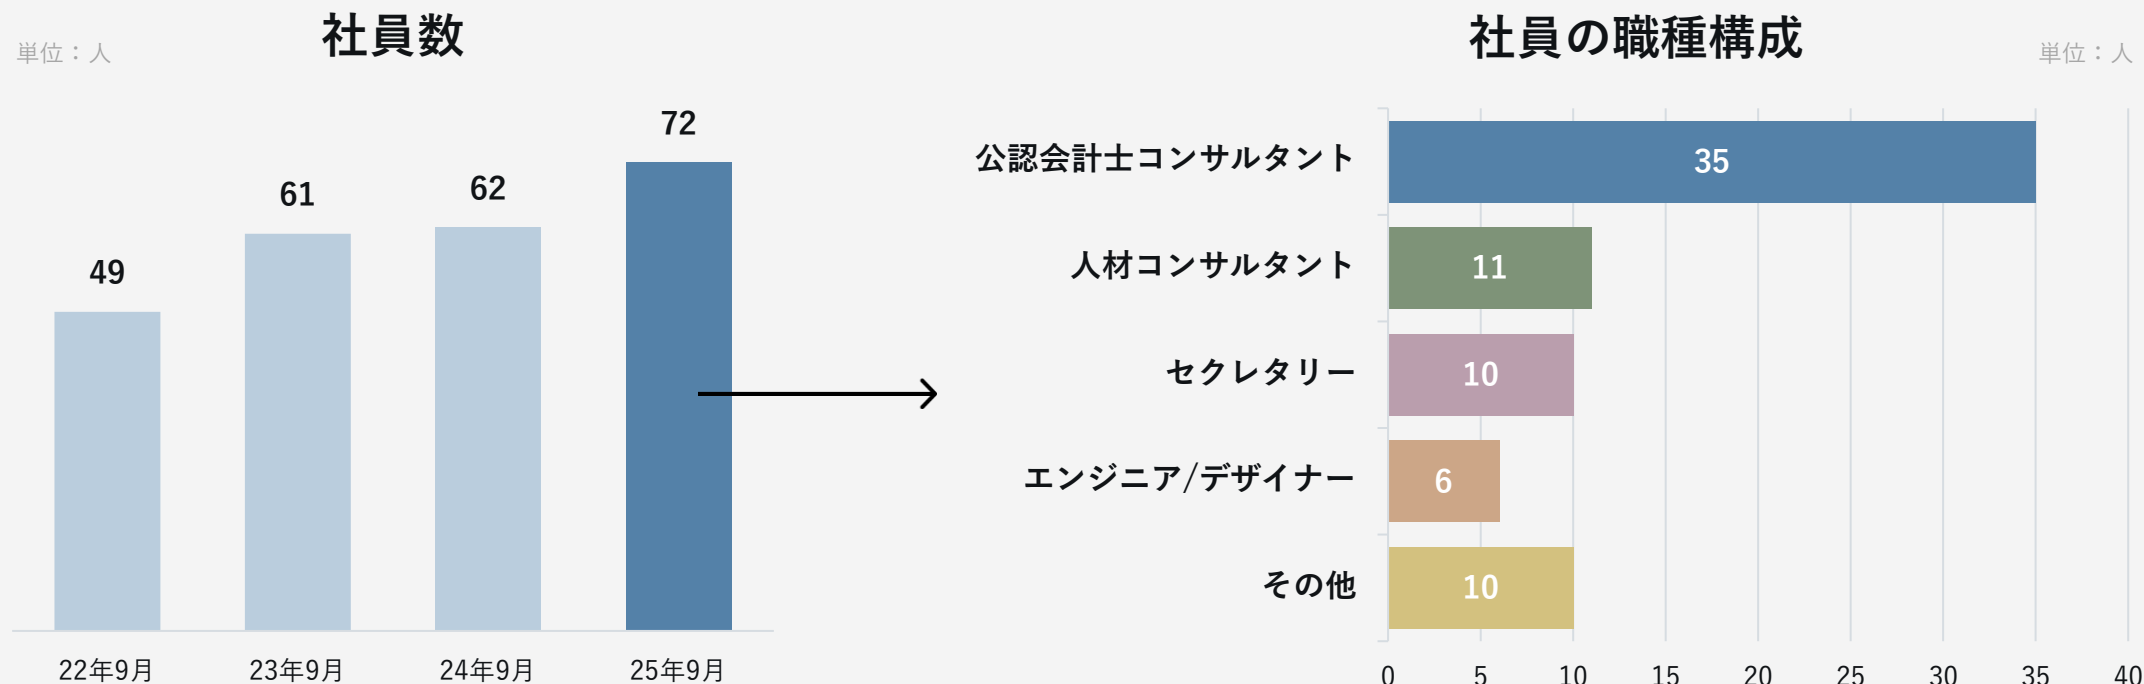 社員数
単位：人
49
61
62
72
22年9月
23年9月
24年9月
25年9月
社員の職種構成
単位：人
公認会計士コンサルタント
35
人材コンサルタント
11
セクレタリー
10
エンジニア/デザイナー
6
その他
10
0 5 10 15 20 25 30 35 40